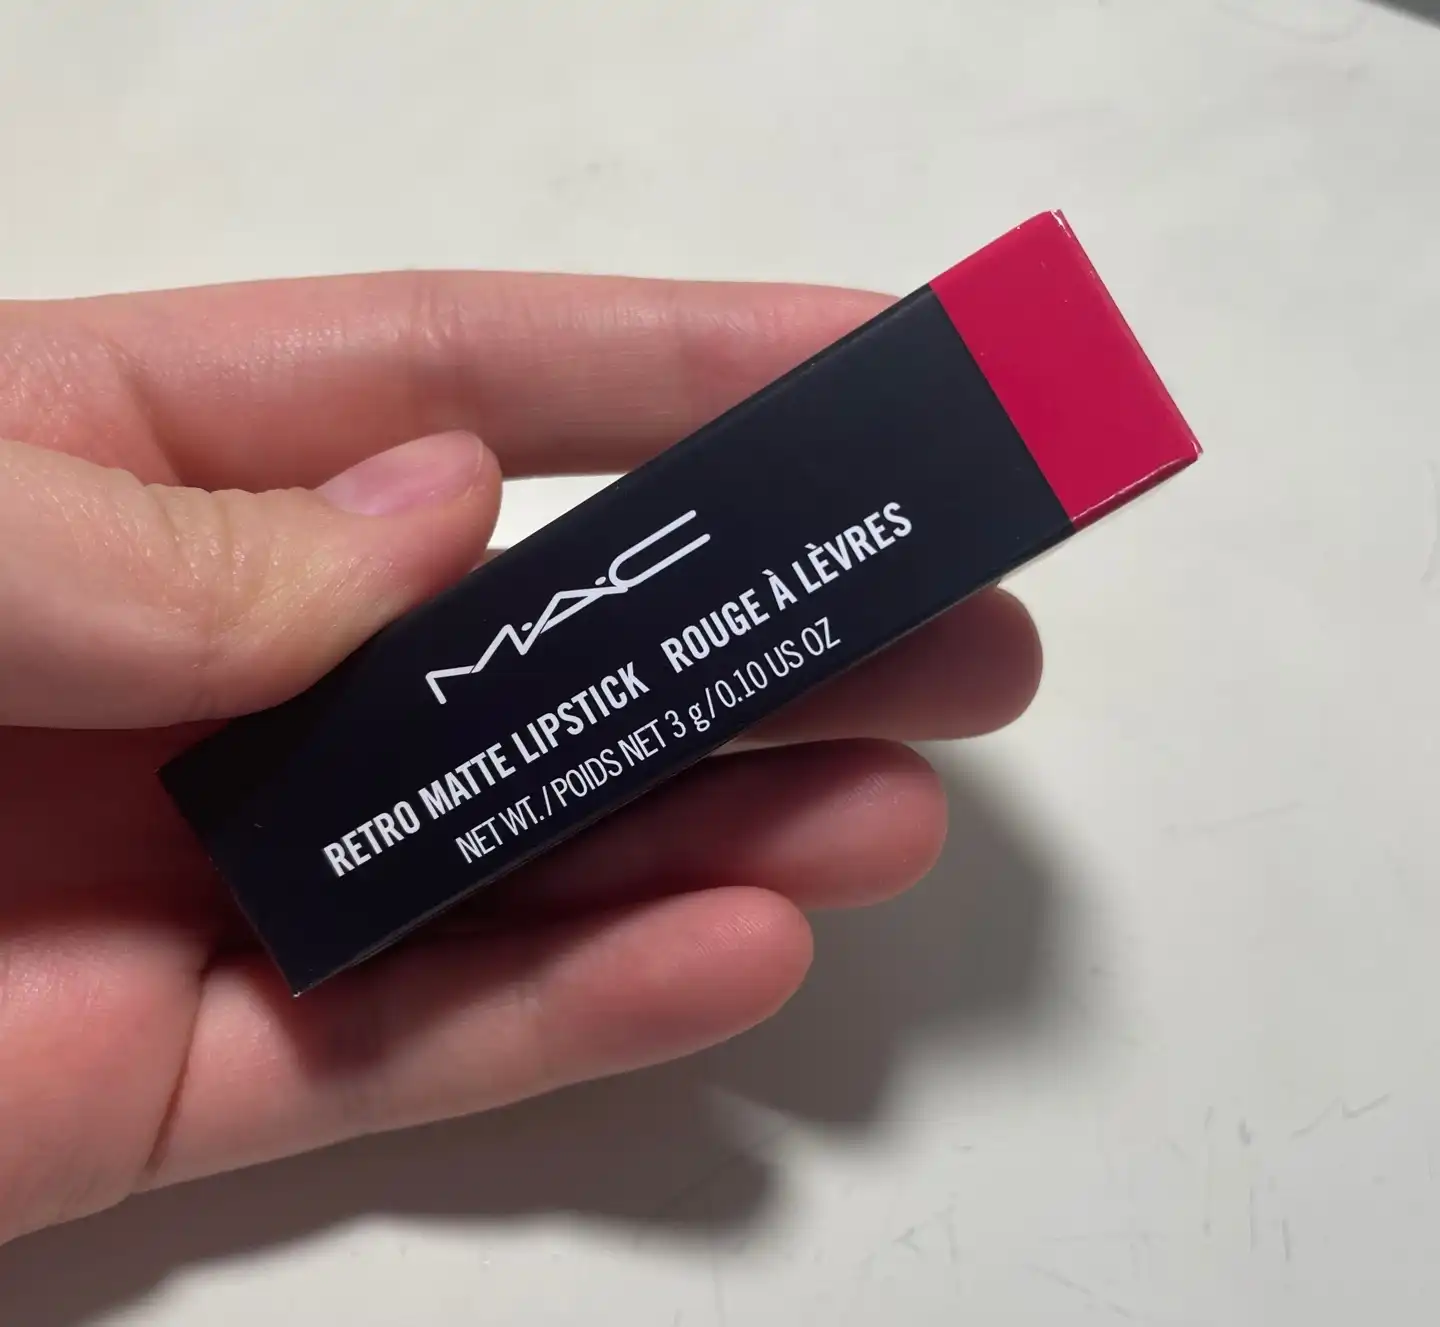 M·A·C
RETRO MATTE LIPSTICK ROUGE À LÈVRES
NET WT. / POIDS NET 3 g / 0.10 US OZ